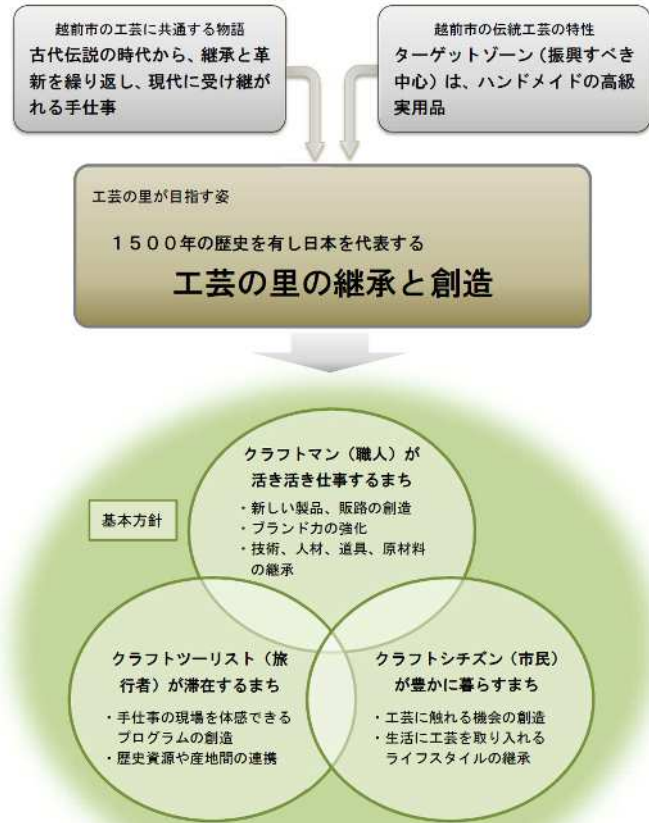 越前市の工芸に共通する物語
古代伝説の時代から、継承と革
新を繰り返し、現代に受け継が
れる手仕事
越前市の伝統工芸の特性
ターゲットゾーン（振興すべき
中心）は、ハンドメイドの高級
実用品
工芸の里が目指す姿
１５００年の歴史を有し日本を代表する
工芸の里の継承と創造
基本方針
クラフトマン（職人）が
活き活き仕事するまち
・新しい製品、販路の創造
・ブランド力の強化
・技術、人材、道具、原材料
の継承
クラフトツーリスト（旅
行者）が滞在するまち
・手仕事の現場を体感できる
プログラムの創造
・歴史資源や産地間の連携
クラフトシチズン（市民）
が豊かに暮らすまち
・工芸に触れる機会の創造
・生活に工芸を取り入れる
ライフスタイルの継承